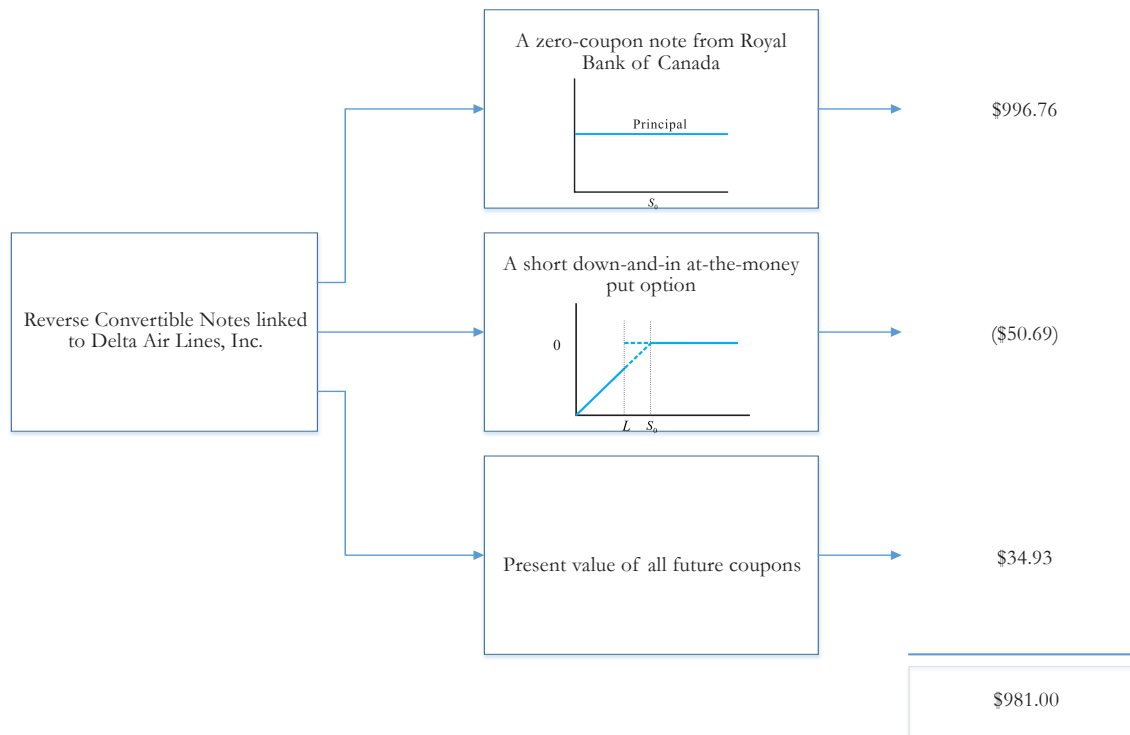 A zero-coupon note from Royal
Bank of Canada
Principal
S₀
$996.76
Reverse Convertible Notes linked
to Delta Air Lines, Inc.
A short down-and-in at-the-money
put option
0
L S₀
($50.69)
Present value of all future coupons
$34.93
$981.00